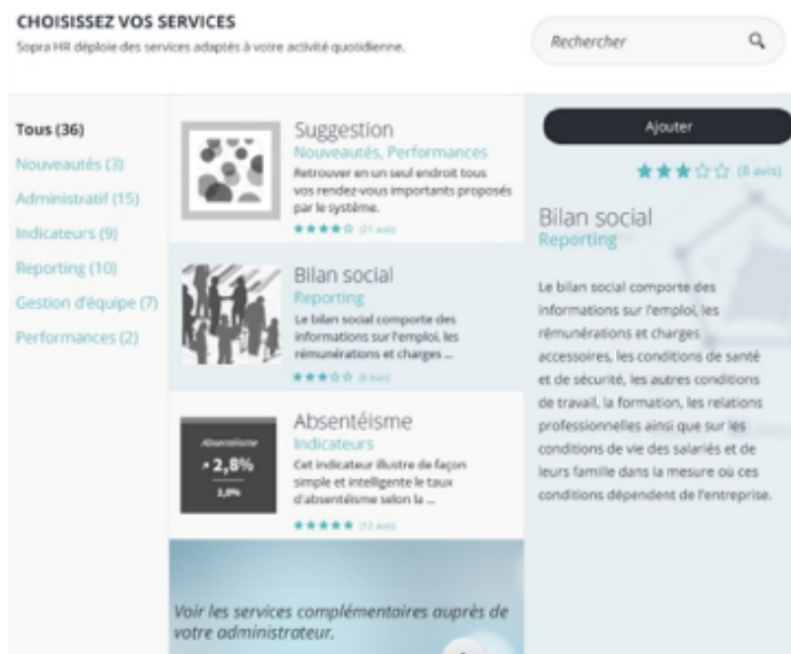 CHOISISSEZ VOS SERVICES
Sopra HR déploie des services adaptés à votre activité quotidienne.
Rechercher
Tous (36)
Nouveautés (3)
Administratif (15)
Indicateurs (9)
Reporting (10)
Gestion d'équipe (7)
Performances (2)
Suggestion
Nouveautés, Performances
Retrouver en un seul endroit tous
vos rendez-vous importants proposés
par le système.
(21 avis)
Bilan social
Reporting
Le bilan social comporte des
informations sur l'emploi, les
rémunérations et charges ...
(8 avis)
Absentéisme
2,8%
2,0%
Absentéisme
Indicateurs
Cet indicateur illustre de façon
simple et intelligente le taux
d'absentéisme selon la ...
(12 avis)
Voir les services complémentaires auprès de
votre administrateur.
Ajouter
(8 avis)
Bilan social
Reporting
Le bilan social comporte des
informations sur l'emploi, les
rémunérations et charges
accessoires, les conditions de santé
et de sécurité, les autres conditions
de travail, la formation, les relations
professionnelles ainsi que sur les
conditions de vie des salariés et de
leurs famille dans la mesure où ces
conditions dépendent de l'entreprise.